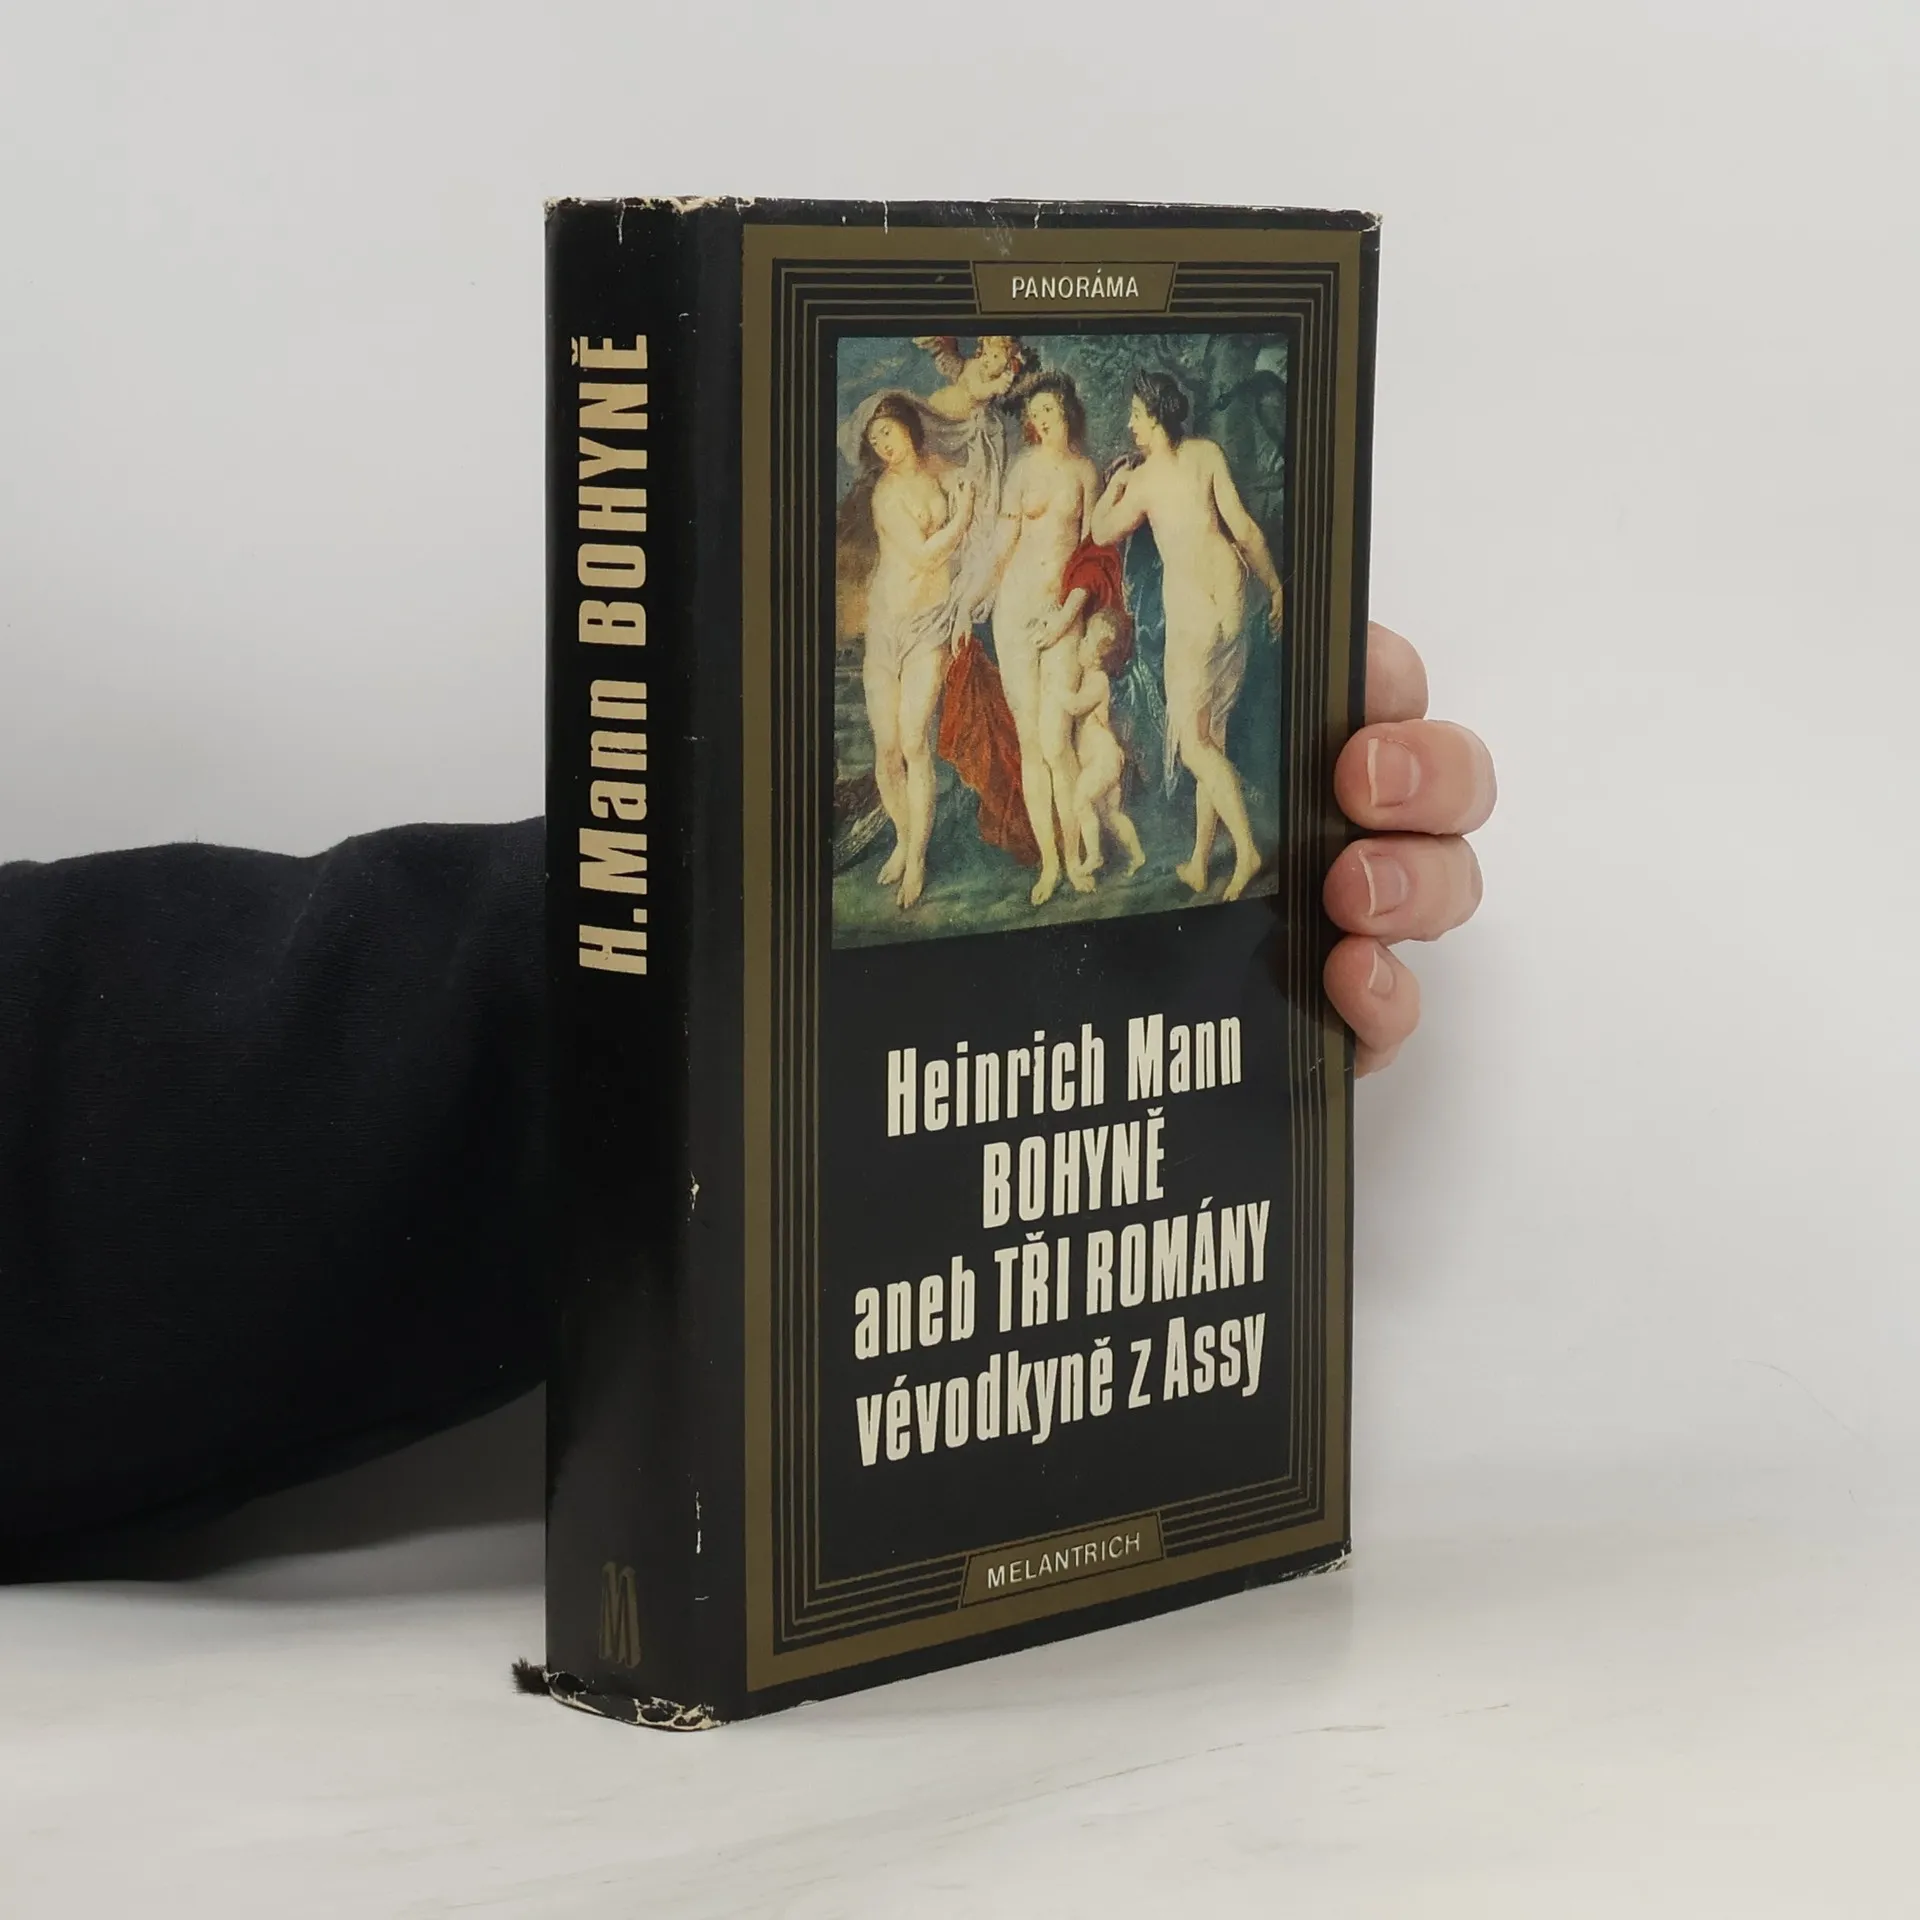 H. Mann BOHYNĚ
M
PANORÁMA
Heinrich Mann
BOHYNĚ
aneb TŘI ROMÁNY
vévodkyně z Assy
MELANTRICH